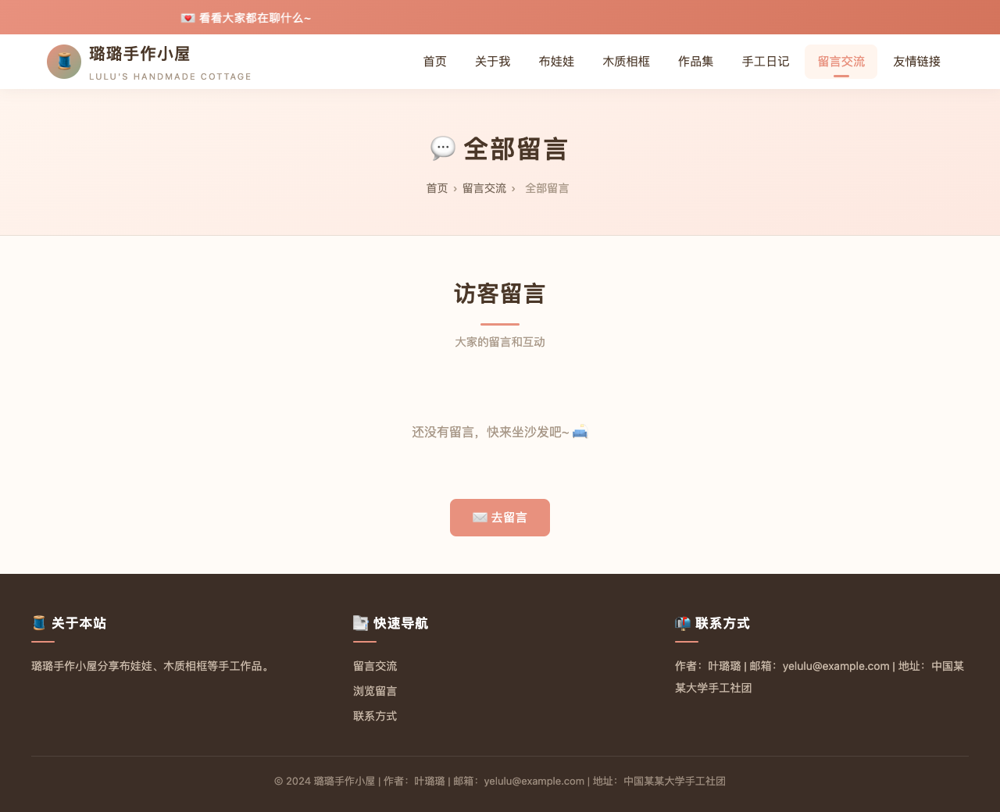 💌 看看大家都在聊什么~
璐璐手作小屋
LULU'S HANDMADE COTTAGE
首页 关于我 布娃娃 木质相框 作品集 手工日记 留言交流 友情链接
💬 全部留言
首页 › 留言交流 › 全部留言
访客留言
大家的留言和互动
还没有留言，快来坐沙发吧~ 🛋️
✉️ 去留言
🧵 关于本站
璐璐手作小屋分享布娃娃、木质相框等手工作品。
📑 快速导航
留言交流
浏览留言
联系方式
📬 联系方式
作者：叶璐璐 | 邮箱：yelulu@example.com | 地址：中国某
某大学手工社团
© 2024 璐璐手作小屋 | 作者：叶璐璐 | 邮箱：yelulu@example.com | 地址：中国某某大学手工社团